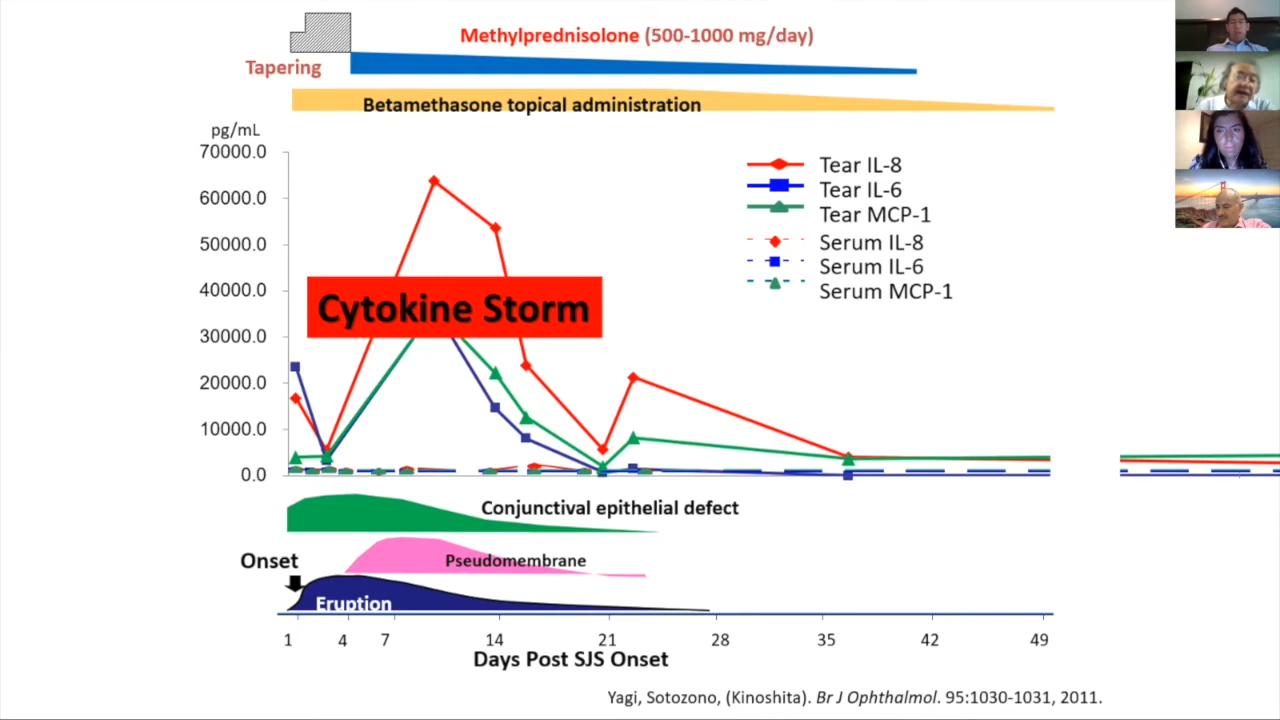 Methylprednisolone (500-1000 mg/day)
Tapering
Betamethasone topical administration
pg/mL
70000.0
60000.0
50000.0
40000.0
30000.0
20000.0
10000.0
0.0
Tear IL-8
Tear IL-6
Tear MCP-1
Serum IL-8
Serum IL-6
Serum MCP-1
Cytokine Storm
Conjunctival epithelial defect
Onset
Pseudomembrane
Eruption
1 4 7 14 21 28 35 42 49
Days Post SJS Onset
Yagi, Sotozono, (Kinoshita). Br J Ophthalmol. 95:1030-1031, 2011.